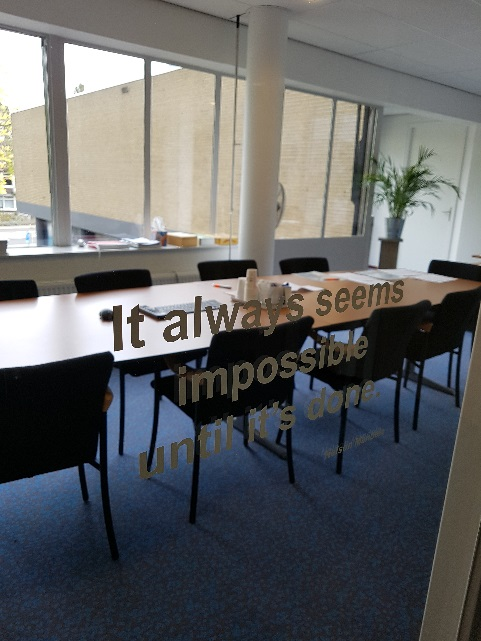 It always seems
impossible
until it's done.
Nelson Mandela